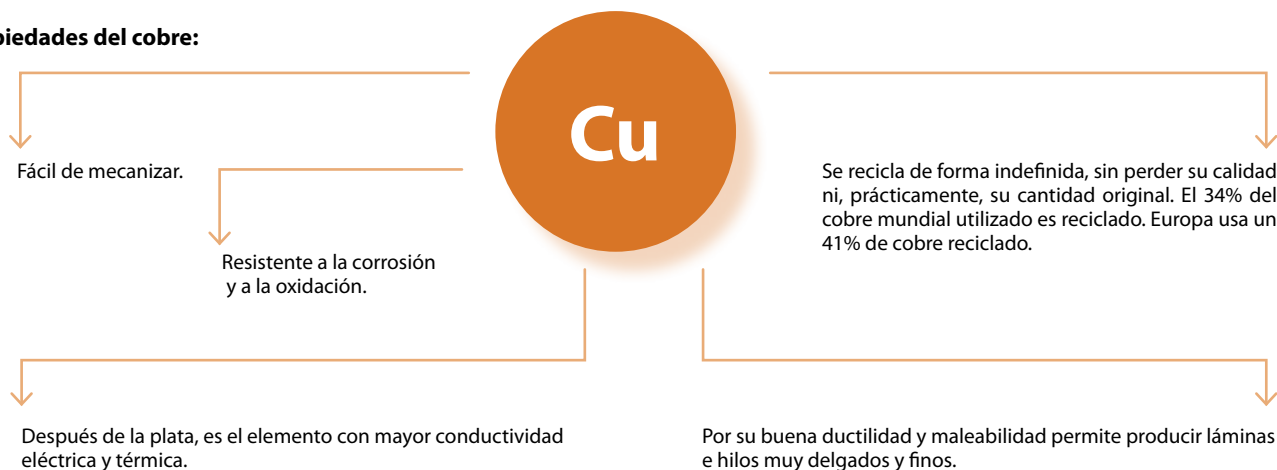 piedades del cobre:
Cu
Fácil de mecanizar.
Resistente a la corrosión
y a la oxidación.
Se recicla de forma indefinida, sin perder su calidad
ni, prácticamente, su cantidad original. El 34% del
cobre mundial utilizado es reciclado. Europa usa un
41% de cobre reciclado.
Después de la plata, es el elemento con mayor conductividad
eléctrica y térmica.
Por su buena ductilidad y maleabilidad permite producir láminas
e hilos muy delgados y finos.